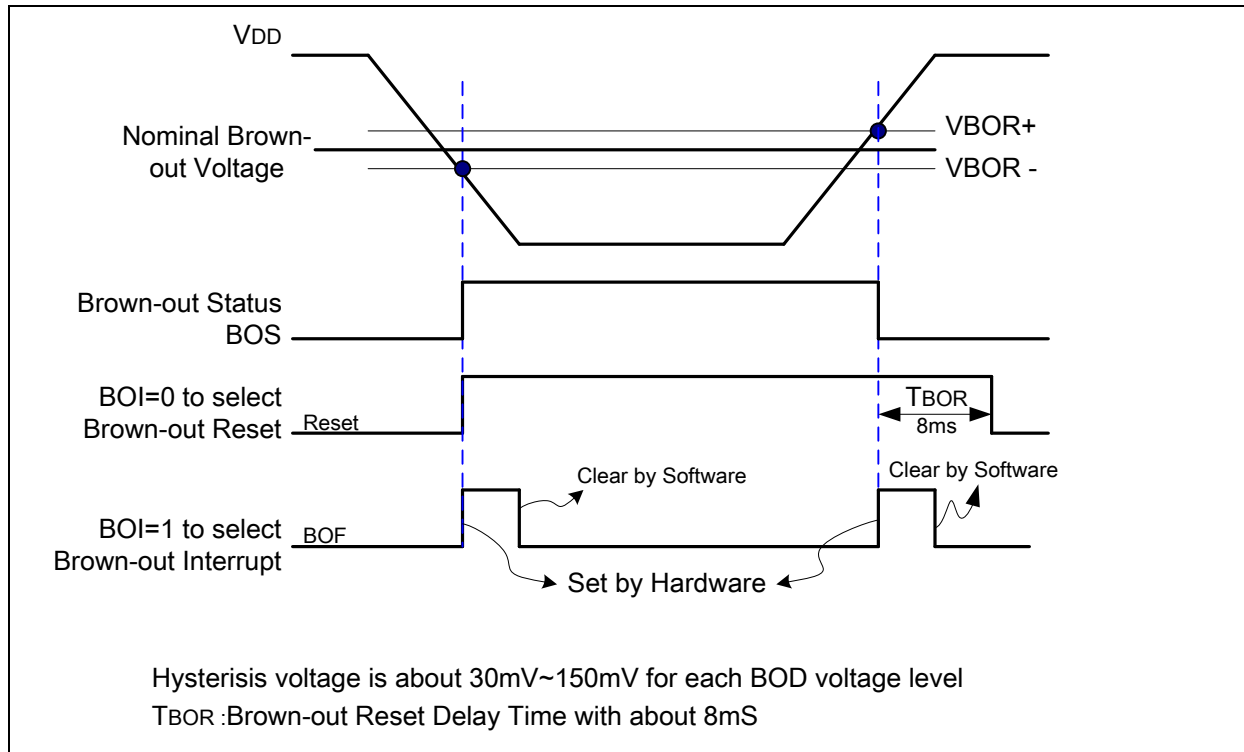 VDD
Nominal Brown-
out Voltage
VBOR+
VBOR -
Brown-out Status
BOS
BOI=0 to select
Brown-out Reset
Reset
TBOR
8ms
BOI=1 to select
Brown-out Interrupt
BOF
Clear by Software
Clear by Software
Set by Hardware
Hysterisis voltage is about 30mV~150mV for each BOD voltage level
TBOR :Brown-out Reset Delay Time with about 8mS